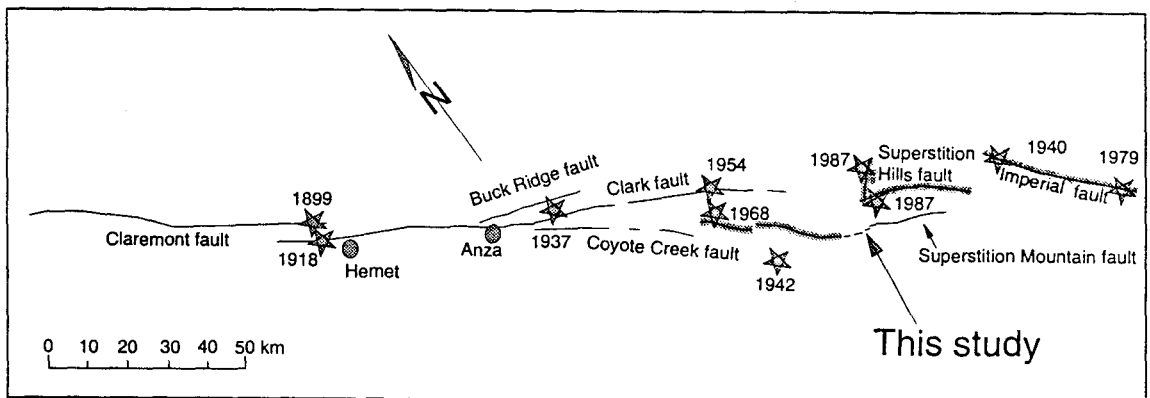 N
1940
1979
1987
Superstition
Hills fault
Imperial fault
1954
Buck Ridge fault
Clark fault
1899
1987
1968
Claremont fault
1918
Hemet
Anza
1937
Coyote Creek fault
Superstition Mountain fault
1942
0 10 20 30 40 50 km
This study